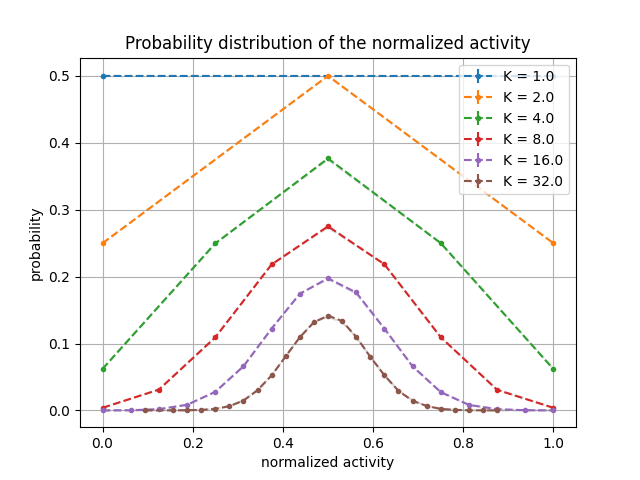 Probability distribution of the normalized activity
probability
0.5
0.4
0.3
0.2
0.1
0.0
K = 1.0
K = 2.0
K = 4.0
K = 8.0
K = 16.0
K = 32.0
0.0 0.2 0.4 0.6 0.8 1.0
normalized activity